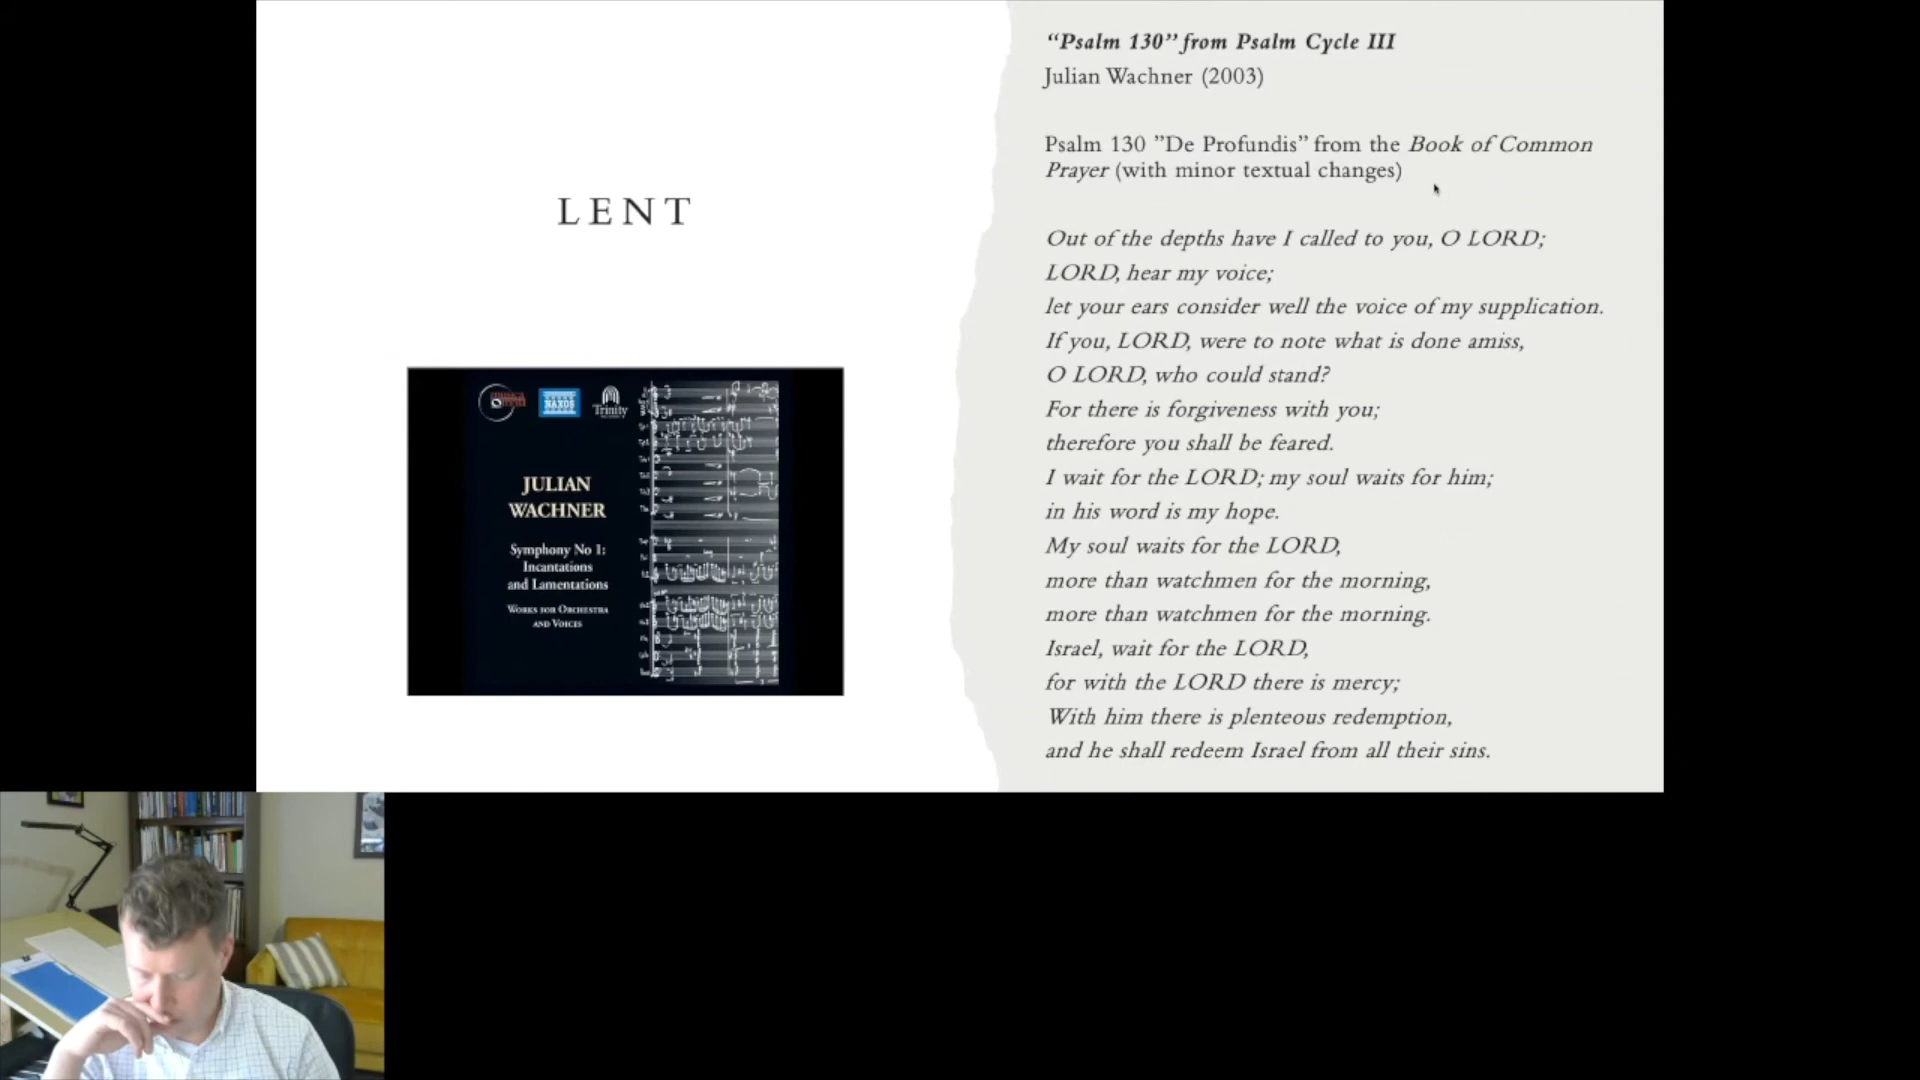 "Psalm 130" from Psalm Cycle III
Julian Wachner (2003)
Psalm 130 "De Profundis" from the Book of Common
Prayer (with minor textual changes)
LENT
Out of the depths have I called to you, O LORD;
LORD, hear my voice;
let your ears consider well the voice of my supplication.
If you, LORD, were to note what is done amiss,
O LORD, who could stand?
For there is forgiveness with you;
therefore you shall be feared.
I wait for the LORD; my soul waits for him;
in his word is my hope.
My soul waits for the LORD,
more than watchmen for the morning,
more than watchmen for the morning.
Israel, wait for the LORD,
for with the LORD there is mercy;
With him there is plenteous redemption,
and he shall redeem Israel from all their sins.
NAXOS
Trinity
JULIAN
WACHNER
Symphony No 1:
Incantations
and Lamentations
WORKS FOR ORCHESTRA
AND VOICES